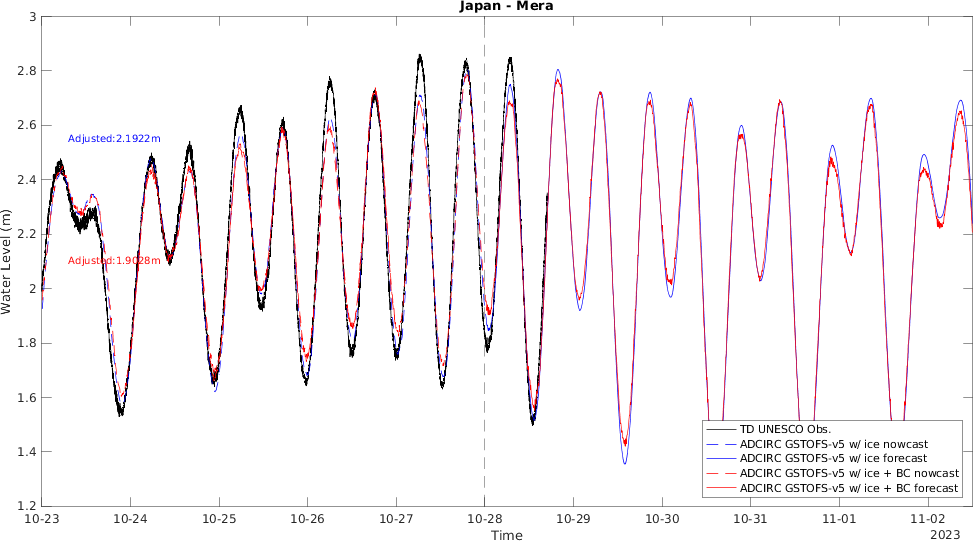 Japan - Mera
3
2.8
2.6
2.4
2.2
2
1.8
1.6
1.4
1.2
Water Level (m)
Adjusted:2.1922m
Adjusted:1.9028m
TD UNESCO Obs.
ADCIRC GSTOFS-v5 w/ ice nowcast
ADCIRC GSTOFS-v5 w/ ice forecast
ADCIRC GSTOFS-v5 w/ ice + BC nowcast
ADCIRC GSTOFS-v5 w/ ice + BC forecast
10-23 10-24 10-25 10-26 10-27 10-28 10-29 10-30 10-31 11-01 11-02
Time
2023